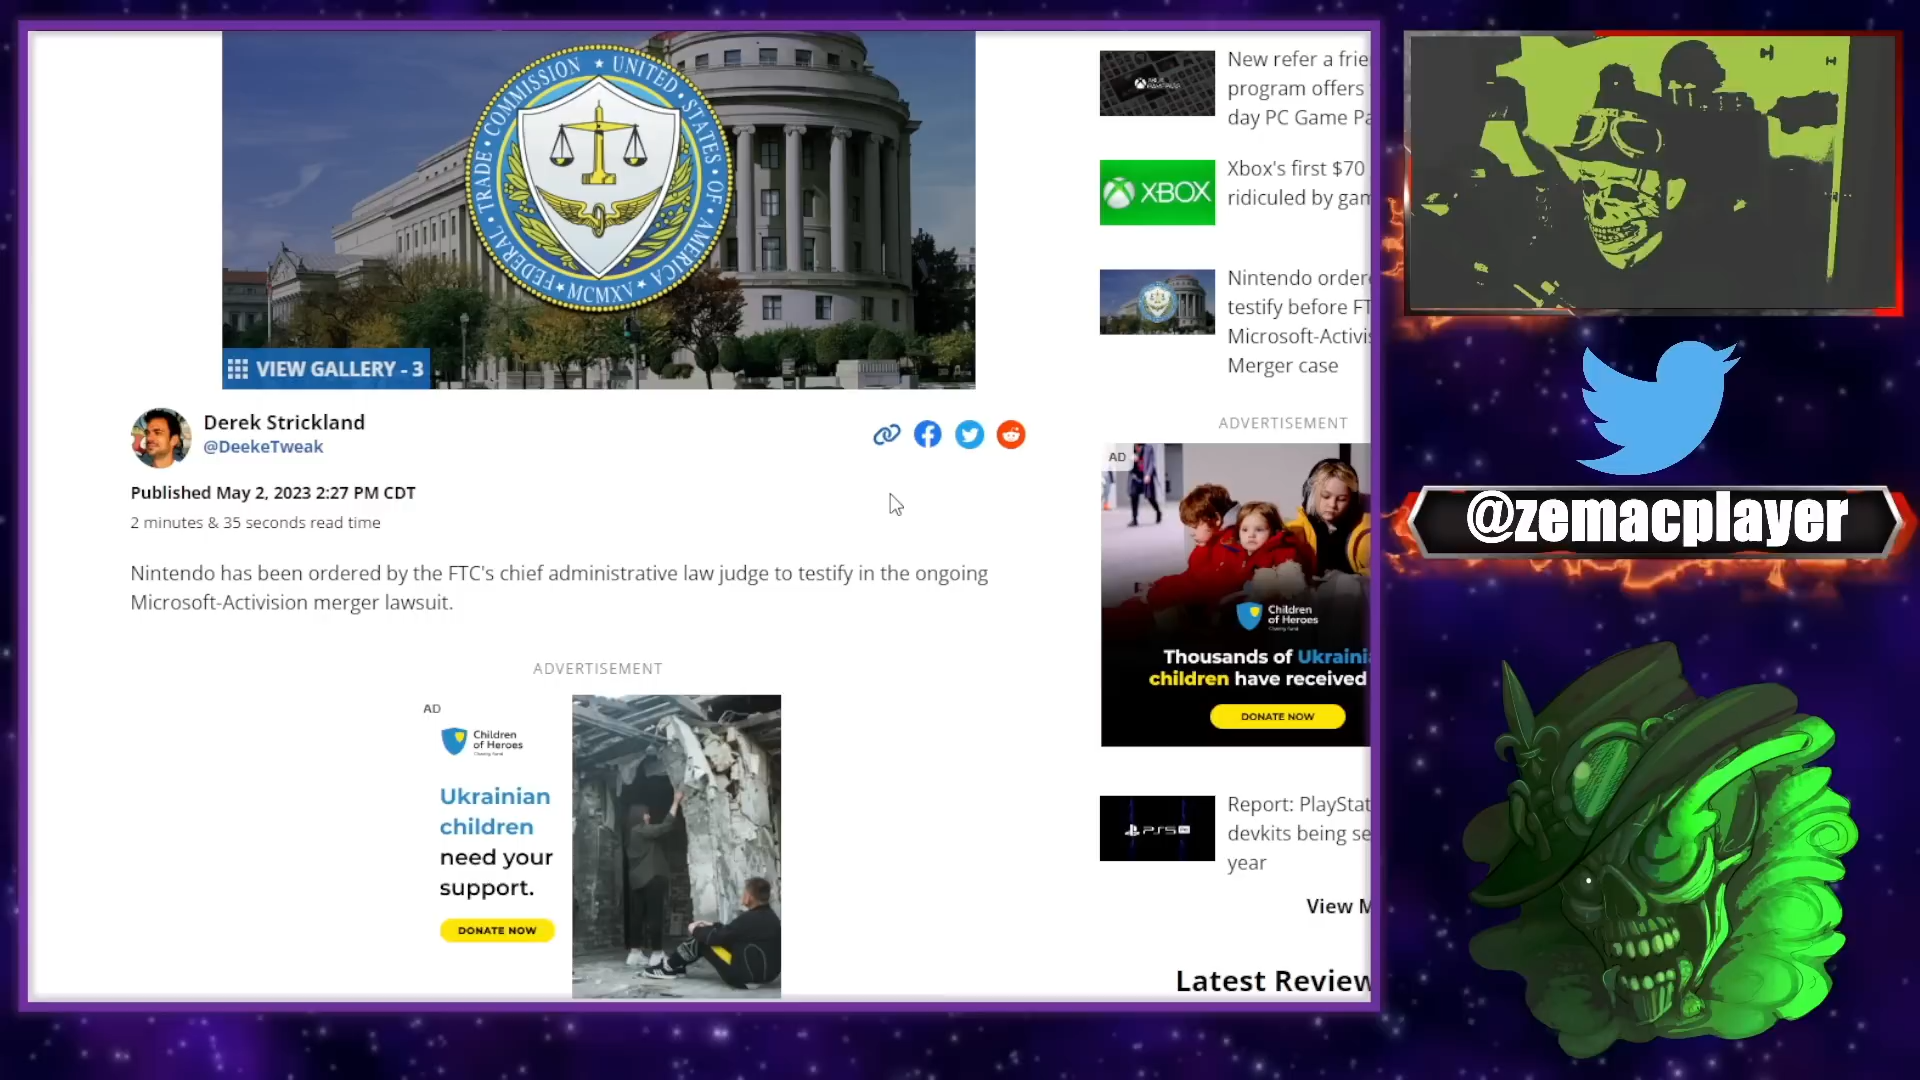 FEDERAL TRADE COMMISSION ★ UNITED STATES OF AMERICA
★ MCMXV ★
VIEW GALLERY - 3
Derek Strickland
@DeekeTweak
Published May 2, 2023 2:27 PM CDT
2 minutes & 35 seconds read time
Nintendo has been ordered by the FTC's chief administrative law judge to testify in the ongoing
Microsoft-Activision merger lawsuit.
ADVERTISEMENT
AD
Children
of Heroes
Ukrainian
children
need your
support.
DONATE NOW
New refer a frie
program offers
day PC Game Pa
XBOX
Xbox's first $70
ridiculed by gam
Nintendo ordere
testify before FT
Microsoft-Activis
Merger case
ADVERTISEMENT
AD
Children
of Heroes
Thousands of Ukraini
children have received
DONATE NOW
PS5
Report: PlayStat
devkits being se
year
View M
Latest Review
@zemacplayer